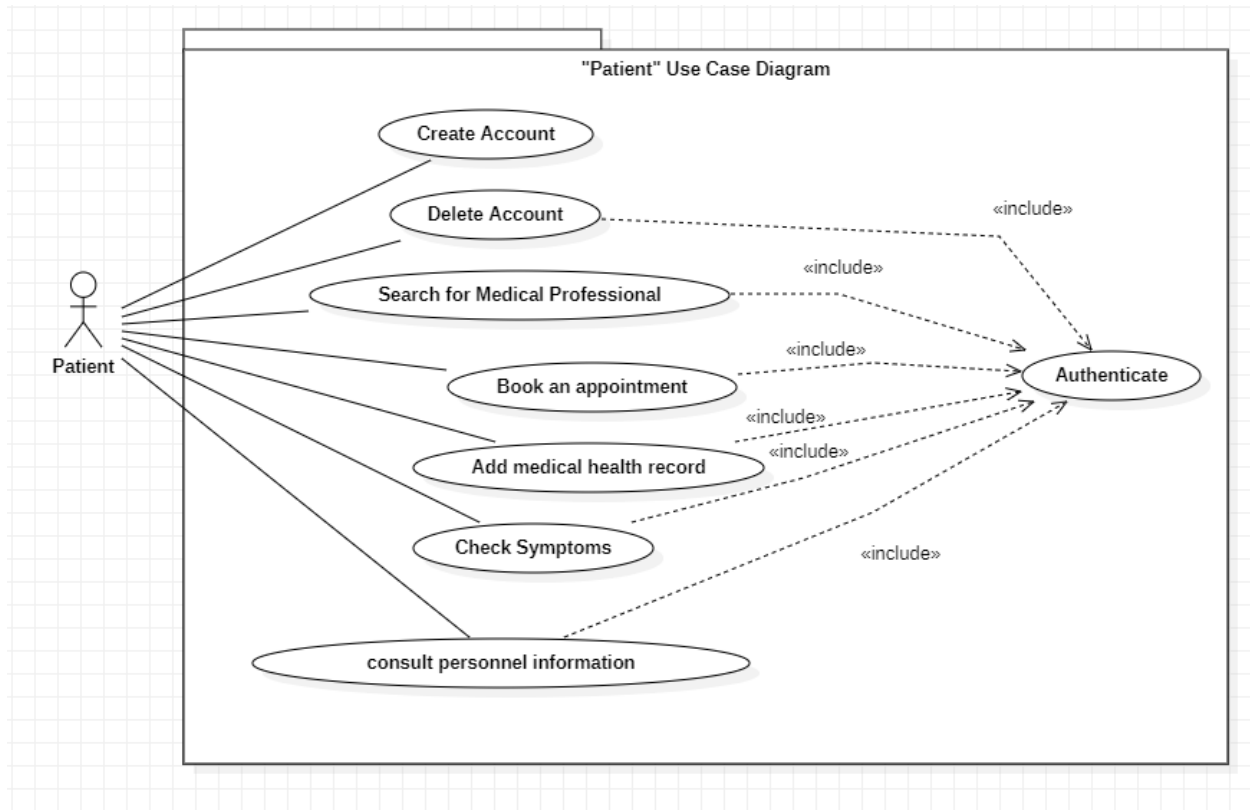 "Patient" Use Case Diagram
Create Account
Delete Account
«include»
Search for Medical Professional
«include»
Patient
Book an appointment
«include»
Authenticate
Add medical health record
«include»
Check Symptoms
«include»
consult personnel information
«include»